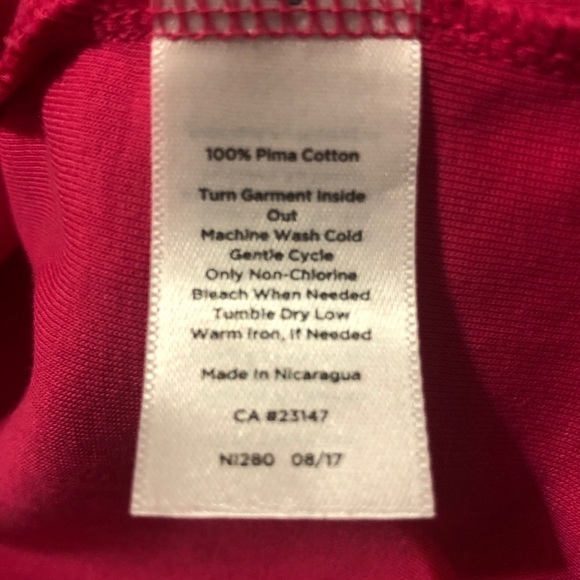 100% Pima Cotton
Turn Garment Inside
Out
Machine Wash Cold
Gentle Cycle
Only Non-Chlorine
Bleach When Needed
Tumble Dry Low
Warm Iron, If Needed
Made In Nicaragua
CA #23147
NI280 08/17